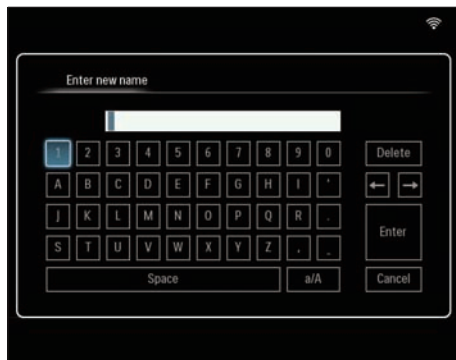 Enter new name
1 2 3 4 5 6 7 8 9 0 Delete
A B C D E F G H I ' ← →
J K L M N O P Q R . Enter
S T U V W X Y Z , _
Space a/A Cancel